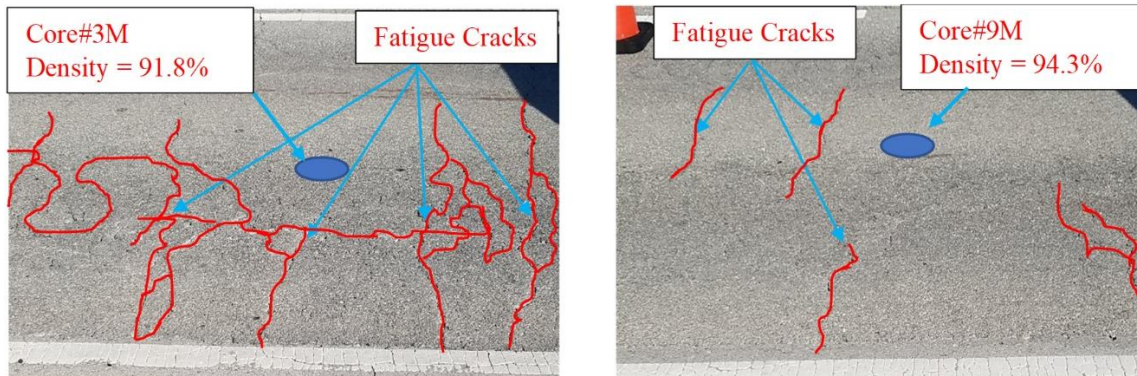 Core#3M
Density = 91.8%
Fatigue Cracks
Fatigue Cracks
Core#9M
Density = 94.3%